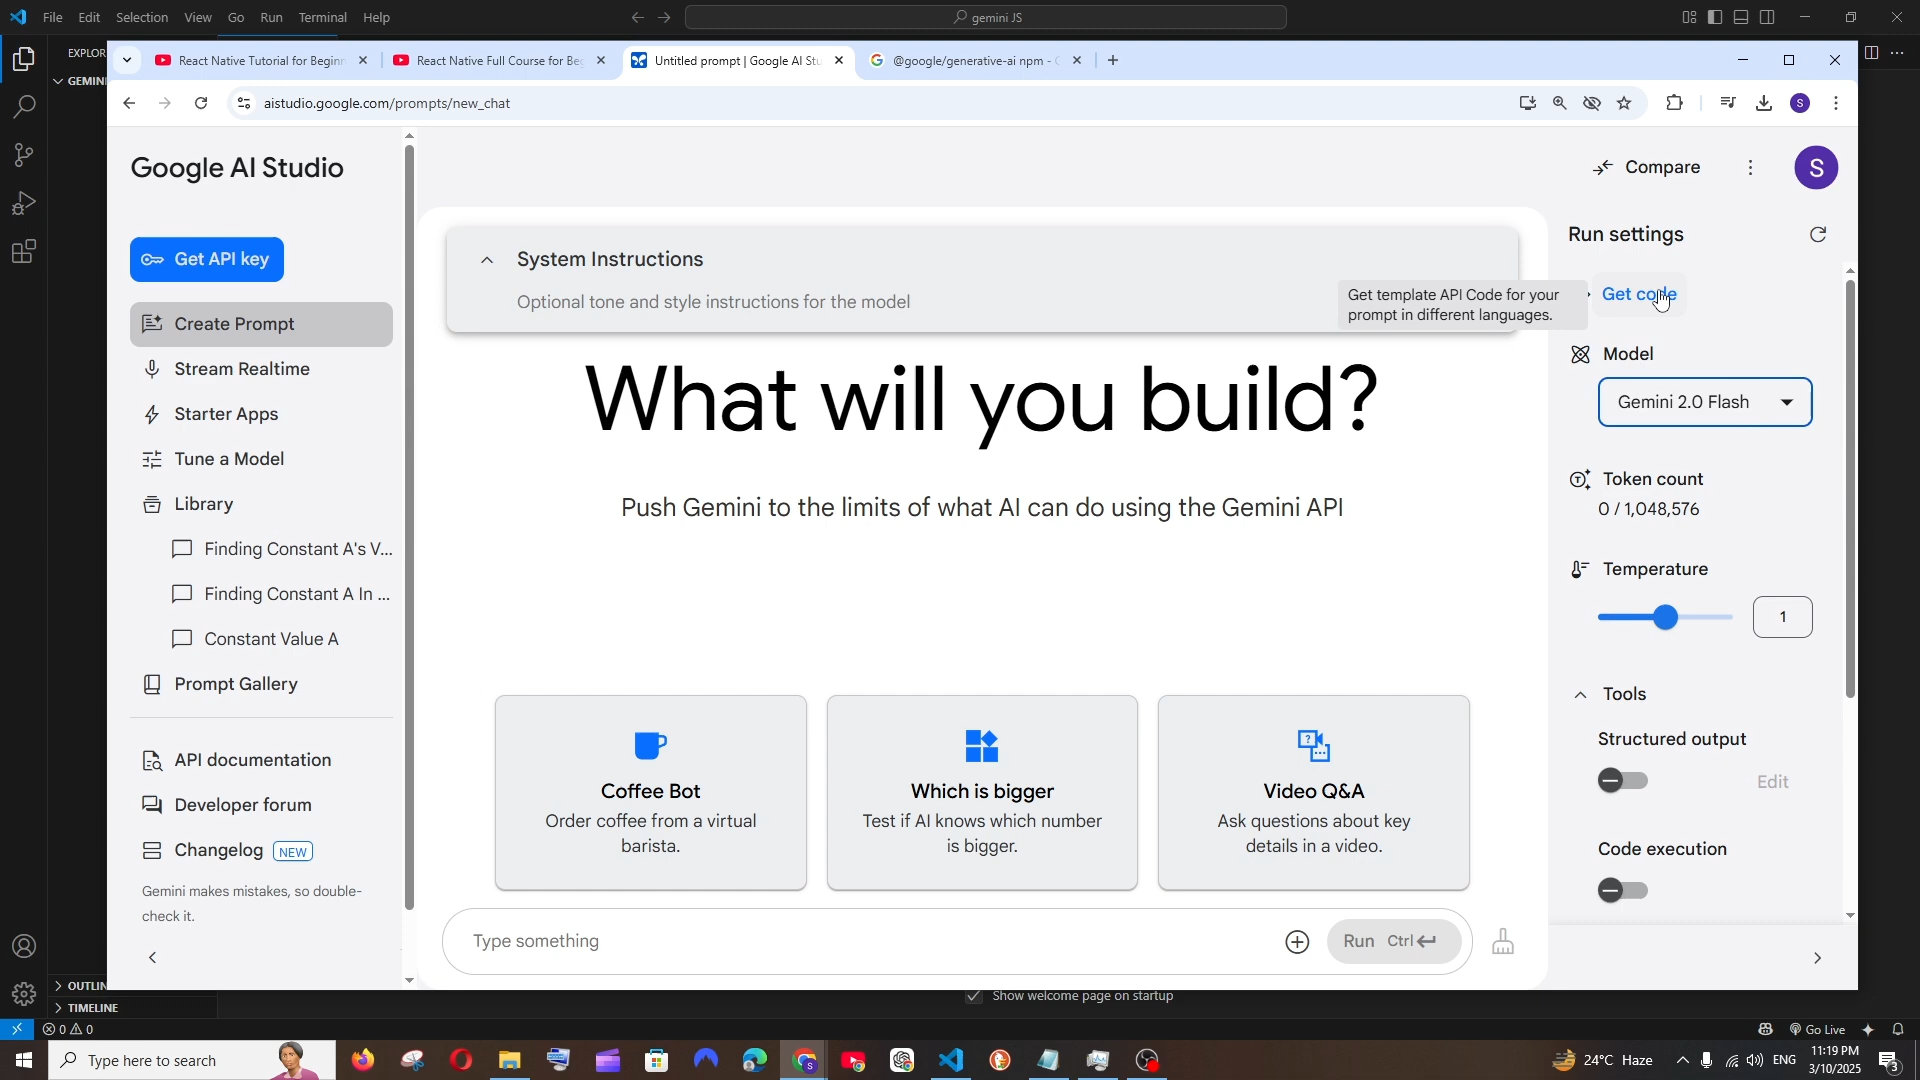 File Edit Selection View Go Run Terminal Help
gemini JS
EXPLOR
GEMINI
React Native Tutorial for Beginn
React Native Full Course for Be
Untitled prompt | Google AI Stu
@google/generative-ai npm -
aistudio.google.com/prompts/new_chat
S
Google AI Studio
Compare
S
Get API key
Create Prompt
Stream Realtime
Starter Apps
Tune a Model
Library
Finding Constant A's V...
Finding Constant A In ...
Constant Value A
Prompt Gallery
API documentation
Developer forum
Changelog NEW
Gemini makes mistakes, so double-
check it.
System Instructions
Optional tone and style instructions for the model
Get template API Code for your
prompt in different languages.
What will you build?
Push Gemini to the limits of what AI can do using the Gemini API
Coffee Bot
Order coffee from a virtual
barista.
Which is bigger
Test if AI knows which number
is bigger.
Video Q&A
Ask questions about key
details in a video.
Type something
Run Ctrl
Run settings
Get code
Model
Gemini 2.0 Flash
Token count
0 / 1,048,576
Temperature
1
Tools
Structured output
Edit
Code execution
OUTLIN
TIMELINE
Show welcome page on startup
0 0
Go Live
Type here to search
24°C Haze
ENG
11:19 PM
3/10/2025
3